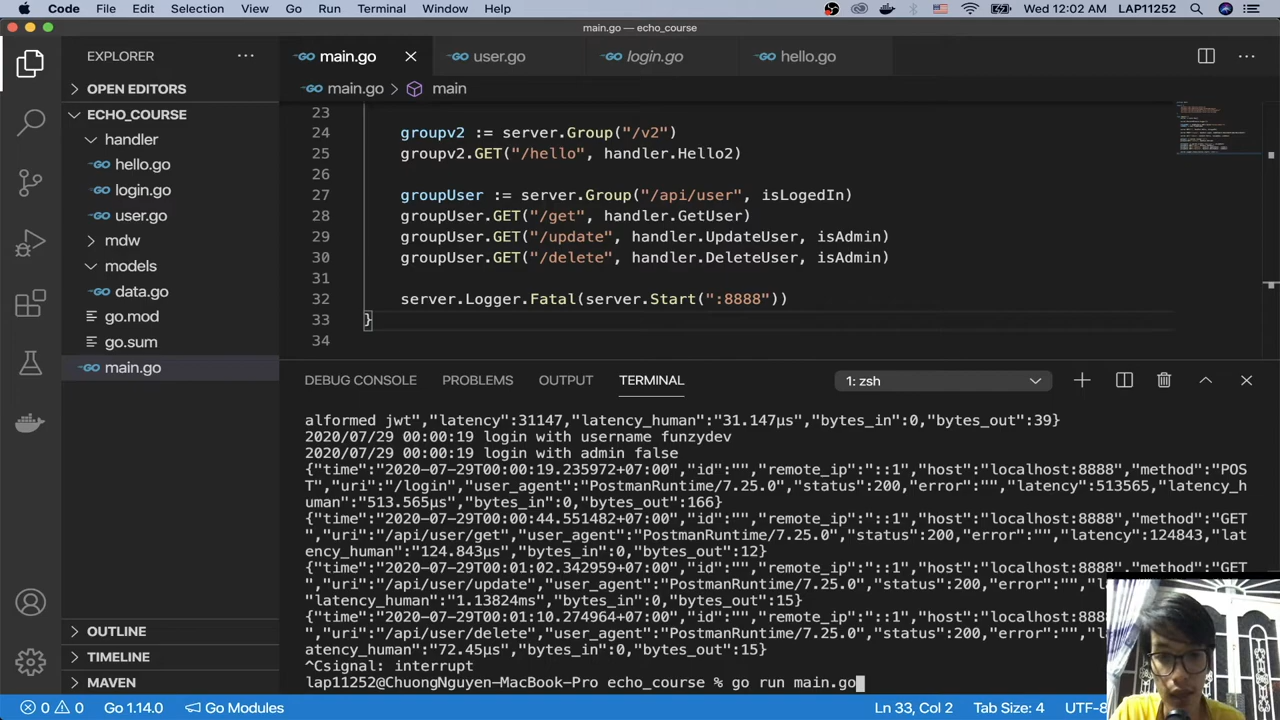 Code File Edit Selection View Go Run Terminal Window Help Wed 12:02 AM LAP11252
main.go — echo_course
EXPLORER
main.go user.go login.go hello.go
main.go > main
OPEN EDITORS
ECHO_COURSE
handler
hello.go
login.go
user.go
mdw
models
data.go
go.mod
go.sum
main.go
OUTLINE
TIMELINE
MAVEN
23
24 groupv2 := server.Group("/v2")
25 groupv2.GET("/hello", handler.Hello2)
26
27 groupUser := server.Group("/api/user", isLogedIn)
28 groupUser.GET("/get", handler.GetUser)
29 groupUser.GET("/update", handler.UpdateUser, isAdmin)
30 groupUser.GET("/delete", handler.DeleteUser, isAdmin)
31
32 server.Logger.Fatal(server.Start(":8888"))
33 }
34
DEBUG CONSOLE PROBLEMS OUTPUT TERMINAL 1: zsh
alformed jwt","latency":31147,"latency_human":"31.147µs","bytes_in":0,"bytes_out":39}
2020/07/29 00:00:19 login with username funzydev
2020/07/29 00:00:19 login with admin false
{"time":"2020-07-29T00:00:19.235972+07:00","id":"","remote_ip":"::1","host":"localhost:8888","method":"POS
T","uri":"/login","user_agent":"PostmanRuntime/7.25.0","status":200,"error":"","latency":513565,"latency_h
uman":"513.565µs","bytes_in":0,"bytes_out":166}
{"time":"2020-07-29T00:00:44.551482+07:00","id":"","remote_ip":"::1","host":"localhost:8888","method":"GET
","uri":"/api/user/get","user_agent":"PostmanRuntime/7.25.0","status":200,"error":"","latency":124843,"lat
ency_human":"124.843µs","bytes_in":0,"bytes_out":12}
{"time":"2020-07-29T00:01:02.342959+07:00","id":"","remote_ip":"::1","host":"localhost:8888","method":"GET
","uri":"/api/user/update","user_agent":"PostmanRuntime/7.25.0","status":200,"error":"","l
"latency_human":"1.13824ms","bytes_in":0,"bytes_out":15}
{"time":"2020-07-29T00:01:10.274964+07:00","id":"","remote_ip":"::1","host":"localhost:888
","uri":"/api/user/delete","user_agent":"PostmanRuntime/7.25.0","status":200,"error":"","l
atency_human":"72.45µs","bytes_in":0,"bytes_out":15}
^Csignal: interrupt
lap11252@ChuongNguyen-MacBook-Pro echo_course % go run main.go
0 0 Go 1.14.0 Go Modules Ln 33, Col 2 Tab Size: 4 UTF-8